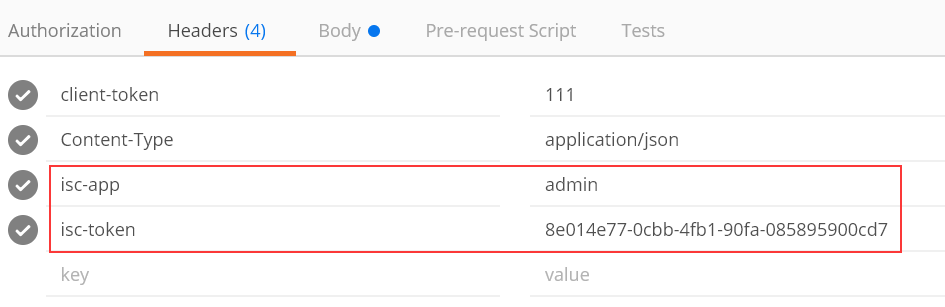 Authorization Headers (4) Body Pre-request Script Tests
client-token 111
Content-Type application/json
isc-app admin
isc-token 8e014e77-0cbb-4fb1-90fa-085895900cd7
key value